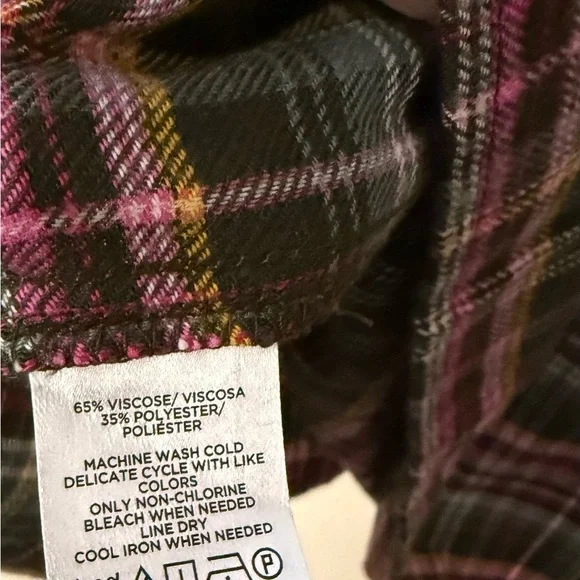 65% VISCOSE/ VISCOSA
35% POLYESTER/
POLIÉSTER
MACHINE WASH COLD
DELICATE CYCLE WITH LIKE
COLORS
ONLY NON-CHLORINE
BLEACH WHEN NEEDED
LINE DRY
COOL IRON WHEN NEEDED
P